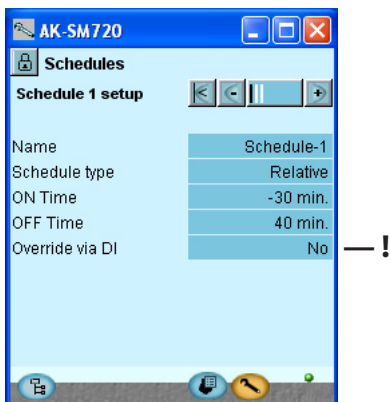 AK-SM720
Schedules
Schedule 1 setup
Name Schedule-1
Schedule type Relative
ON Time -30 min.
OFF Time 40 min.
Override via DI No — !